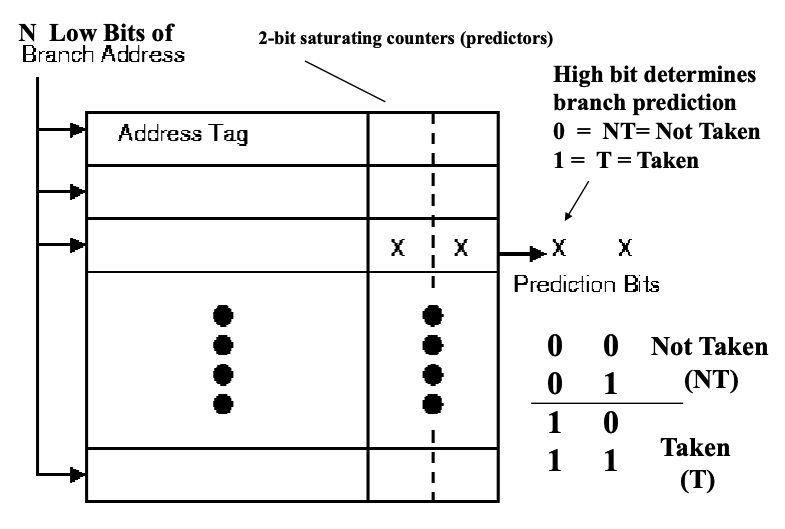 N Low Bits of
Branch Address
2-bit saturating counters (predictors)
High bit determines
branch prediction
0 = NT= Not Taken
1 = T = Taken
Address Tag
X X
X X
Prediction Bits
0 0 Not Taken
0 1 (NT)
1 0
1 1 Taken
(T)